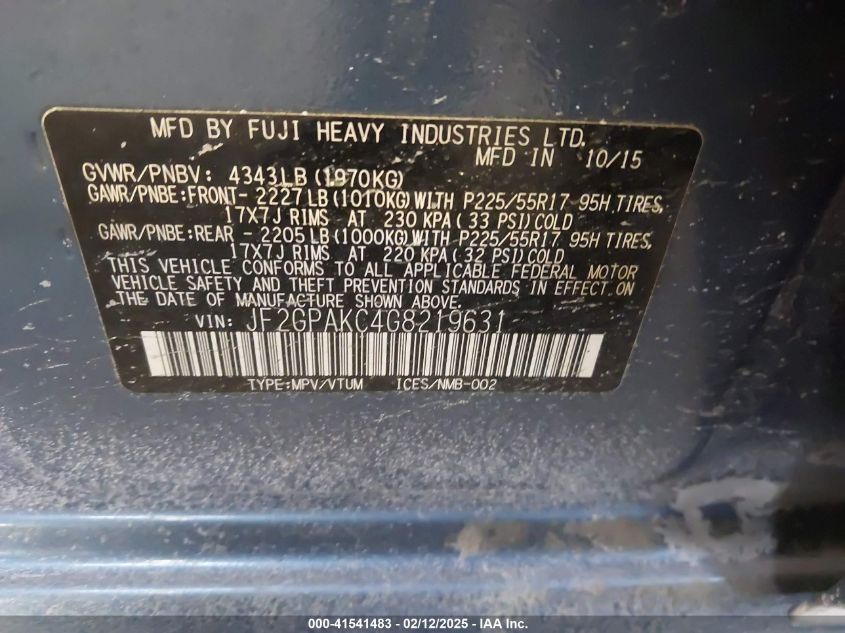 MFD BY FUJI HEAVY INDUSTRIES LTD.
MFD IN 10/15
GVWR/PNBV: 4343LB(1970KG)
GAWR/PNBE:FRONT- 2227LB(1010KG)WITH P225/55R17 95H TIRES,
17X7J RIMS AT 230 KPA(33 PSI)COLD
GAWR/PNBE:REAR - 2205LB(1000KG)WITH P225/55R17 95H TIRES,
17X7J RIMS AT 220 KPA(32 PSI)COLD
THIS VEHICLE CONFORMS TO ALL APPLICABLE FEDERAL MOTOR
VEHICLE SAFETY AND THEFT PREVENTION STANDARDS IN EFFECT ON
THE DATE OF MANUFACTURE SHOWN ABOVE.
VIN: JF2GPAKC4G8219631
TYPE:MPV/VTUM ICES/NMB-002
000-41541483 - 02/12/2025 - IAA Inc.